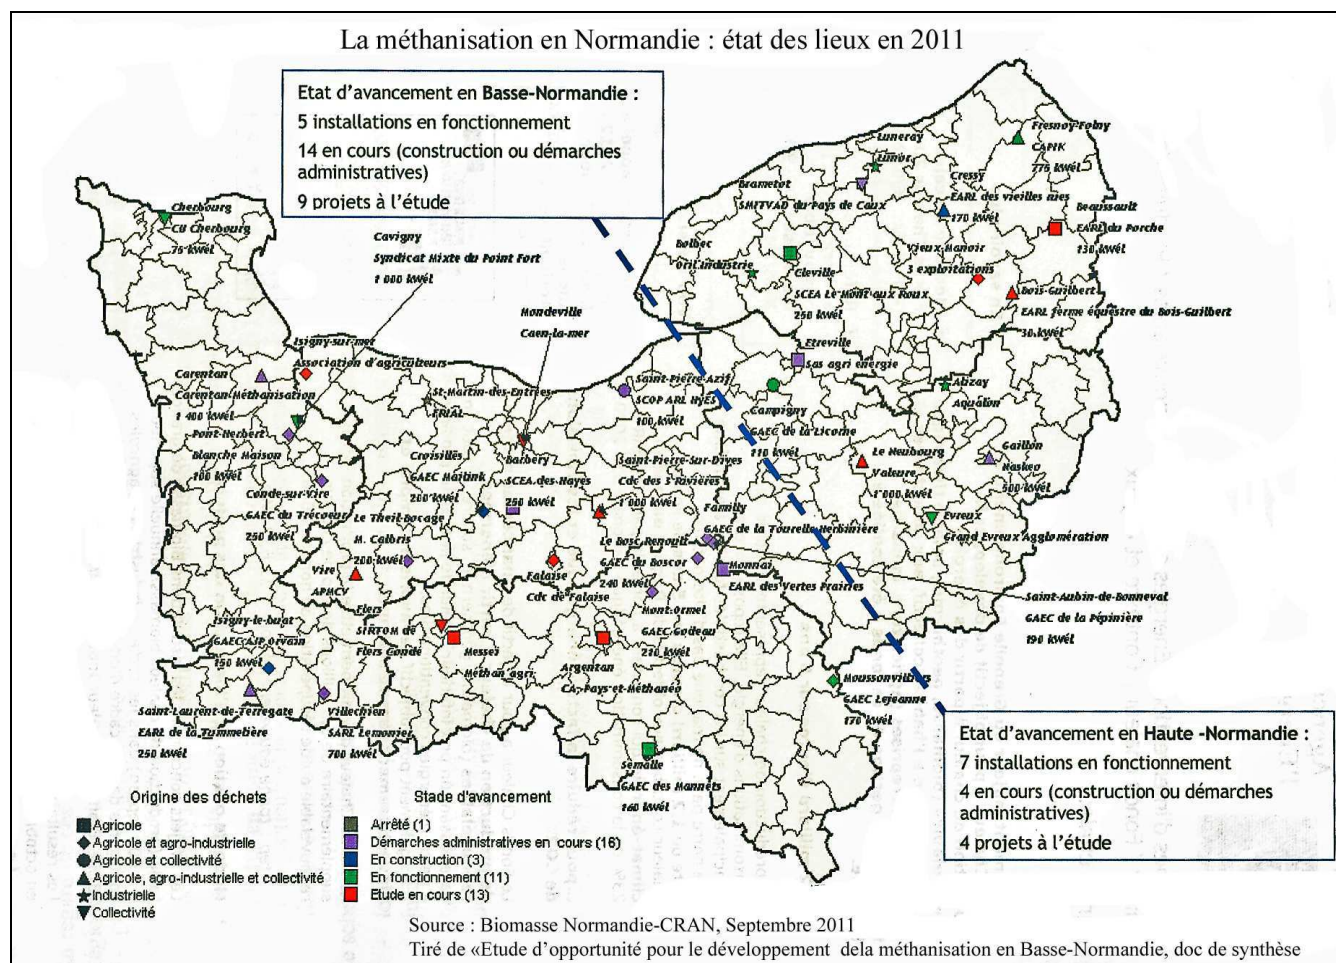 La méthanisation en Normandie : état des lieux en 2011
Etat d'avancement en Basse-Normandie :
5 installations en fonctionnement
14 en cours (construction ou démarches
administratives)
9 projets à l'étude
Cherbourg
CU Cherbourg
75 kWél
Cavigny
Syndicat Mixte du Point Fort
1 000 kWél
Mondeville
Caen-la-mer
Luneray
Lunor
Brametot
SMITVAD du Pays de Caux
Fresnoy-Folny
CAPIK
775 kWél
Cressy
EARL des vieilles nies
170 kWél
Beaussault
EARL du Porche
130 kWél
Bolbec
Oril Industrie
Cleville
SCEA Le Mont aux Roux
250 kWél
Vieux-Manoir
3 exploitations
Bois-Guilbert
EARL ferme équestre du Bois-Guilbert
30 kWél
Isigny-sur-mer
Association d'agriculteurs
Carentan
Carentan Méthanisation
1 400 kWél
Pont-Herbert
Blanche Maison
100 kWél
Conde-sur-Vire
GAEC du Trécoeur
250 kWél
St-Martin-des-Entrées
FRIAL
Croisilles
GAEC Maitink
200 kWél
Barbery
SCEA des Hayes
250 kWél
Saint-Pierre-Azif
SCOP ARL NyES
100 kWél
Saint-Pierre-Sur-Dives
Cdc des 3 Rivières
1 000 kWél
Etreville
Sas agri energie
Campigny
GAEC de la Licorne
110 kWél
Alizay
Aqualon
Gaillon
Naskeo
500 kWél
Le Neubourg
Valeure
1 000 kWél
Evreux
Grand Evreux Agglomération
Le Theil-Bocage
M. Calbris
200 kWél
Vire
APMCV
Falaise
Cdc de Falaise
Familly
GAEC de la Tourelle Herbinière
Le Bosc Renoult
GAEC du Boscor
240 kWél
Monnai
EARL des Vertes Prairies
Mont-Ormel
GAEC Godeau
210 kWél
Saint-Aubin-de-Bonneval
GAEC de la Pépinière
190 kWél
Isigny-le-buat
GAEC AIP Orvain
150 kWél
Flers
SIRTOM de
Flers Condé
Messei
Méthan'agri
Argentan
CA, Pays et Méthanéo
Moussonvilliers
GAEC Lejeanne
170 kWél
Saint-Laurent-de-Terregate
EARL de la Tummetière
250 kWél
Villechien
SARL Lemonier
700 kWél
Semalle
GAEC des Mannets
160 kWél
Etat d'avancement en Haute -Normandie :
7 installations en fonctionnement
4 en cours (construction ou démarches
administratives)
4 projets à l'étude
Origine des déchets
Agricole
Agricole et agro-industrielle
Agricole et collectivité
Agricole, agro-industrielle et collectivité
Industrielle
Collectivité
Stade d'avancement
Arrêté (1)
Démarches administratives en cours (16)
En construction (3)
En fonctionnement (11)
Etude en cours (13)
Source : Biomasse Normandie-CRAN, Septembre 2011
Tiré de «Etude d'opportunité pour le développement dela méthanisation en Basse-Normandie, doc de synthèse